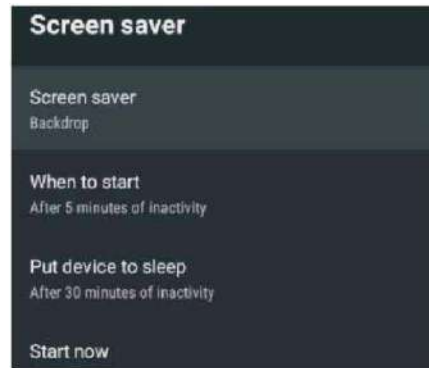 Screen saver
Screen saver
Backdrop
When to start
After 5 minutes of inactivity
Put device to sleep
After 30 minutes of inactivity
Start now